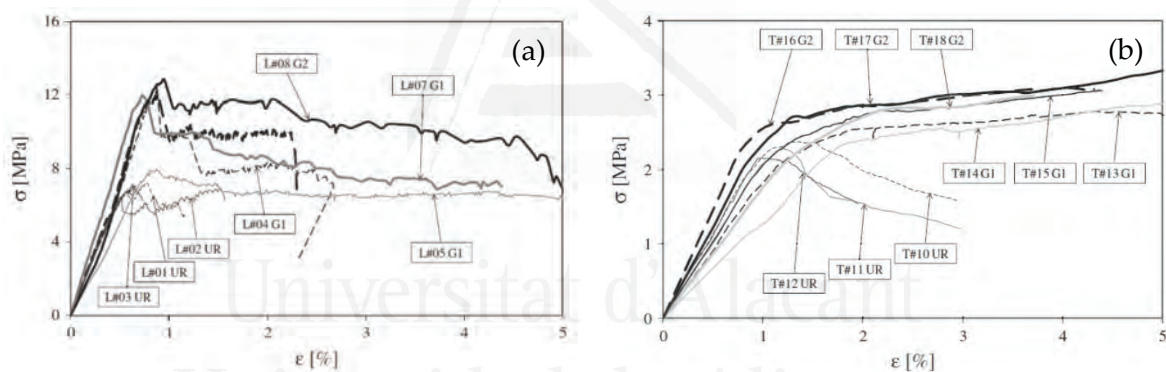 16
12
8
4
0
σ [MPa]
(a)
L#08 G2
L#07 G1
L#04 G1
L#05 G1
L#02 UR
L#01 UR
L#03 UR
0 1 2 3 4 5
ε [%]
4
3
2
1
0
σ [MPa]
(b)
T#16 G2 T#17 G2 T#18 G2
T#14 G1 T#15 G1 T#13 G1
T#12 UR T#11 UR T#10 UR
0 1 2 3 4 5
ε [%]
Universitat d'Alacant